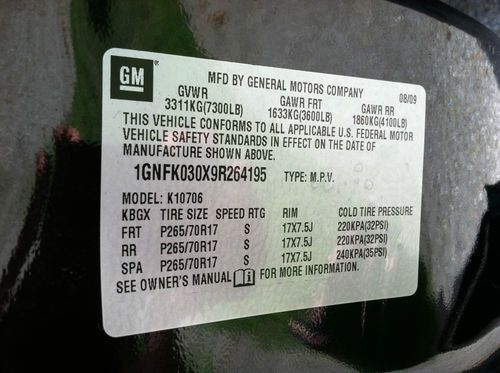 GM
MFD BY GENERAL MOTORS COMPANY 08/09
GVWR GAWR FRT GAWR RR
3311KG(7300LB) 1633KG(3600LB) 1860KG(4100LB)
THIS VEHICLE CONFORMS TO ALL APPLICABLE U.S. FEDERAL MOTOR
VEHICLE SAFETY STANDARDS IN EFFECT ON THE DATE OF
MANUFACTURE SHOWN ABOVE.
1GNFK030X9R264195 TYPE: M.P.V.
MODEL: K10706
KBGX TIRE SIZE SPEED RTG RIM COLD TIRE PRESSURE
FRT P265/70R17 S 17X7.5J 220KPA(32PSI)
RR P265/70R17 S 17X7.5J 220KPA(32PSI)
SPA P265/70R17 S 17X7.5J 240KPA(35PSI)
SEE OWNER'S MANUAL FOR MORE INFORMATION.